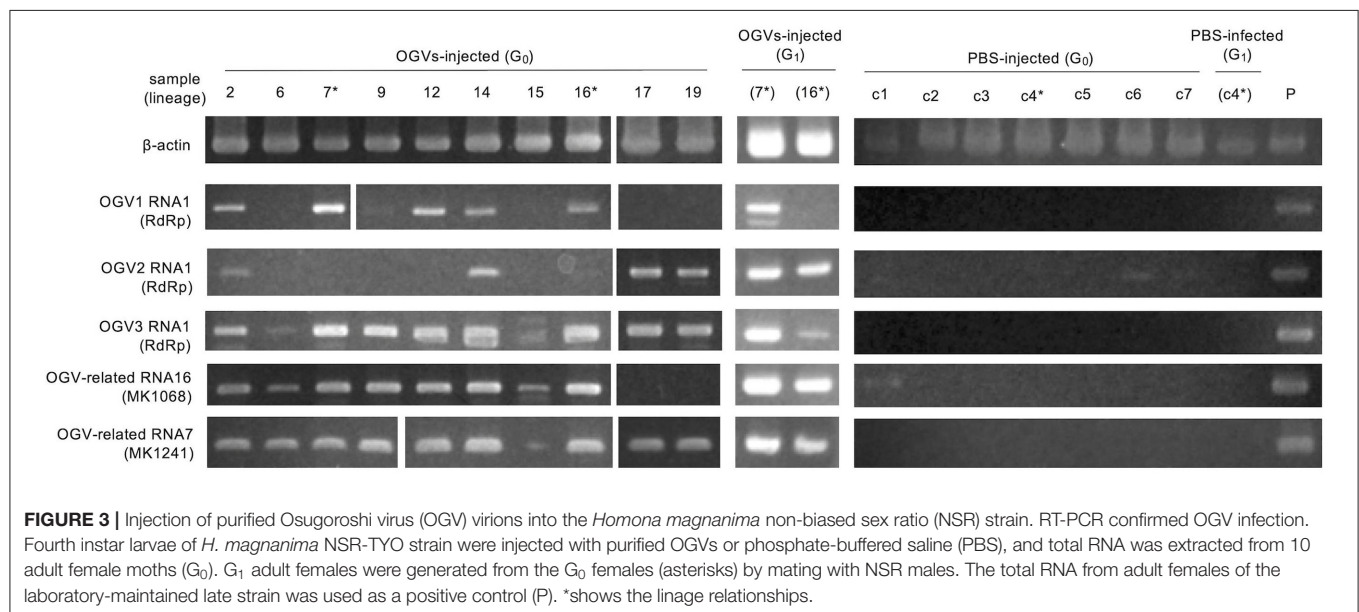 OGVs-injected (G0)
OGVs-injected
(G1)
PBS-injected (G0)
PBS-infected
(G1)
sample
(lineage)
2 6 7* 9 12 14 15 16* 17 19 (7*) (16*) c1 c2 c3 c4* c5 c6 c7 (c4*) P
β-actin
OGV1 RNA1
(RdRp)
OGV2 RNA1
(RdRp)
OGV3 RNA1
(RdRp)
OGV-related RNA16
(MK1068)
OGV-related RNA7
(MK1241)
FIGURE 3 | Injection of purified Osugoroshi virus (OGV) virions into the Homona magnanima non-biased sex ratio (NSR) strain. RT-PCR confirmed OGV infection.
Fourth instar larvae of H. magnanima NSR-TYO strain were injected with purified OGVs or phosphate-buffered saline (PBS), and total RNA was extracted from 10
adult female moths (G0). G1 adult females were generated from the G0 females (asterisks) by mating with NSR males. The total RNA from adult females of the
laboratory-maintained late strain was used as a positive control (P). *shows the linage relationships.